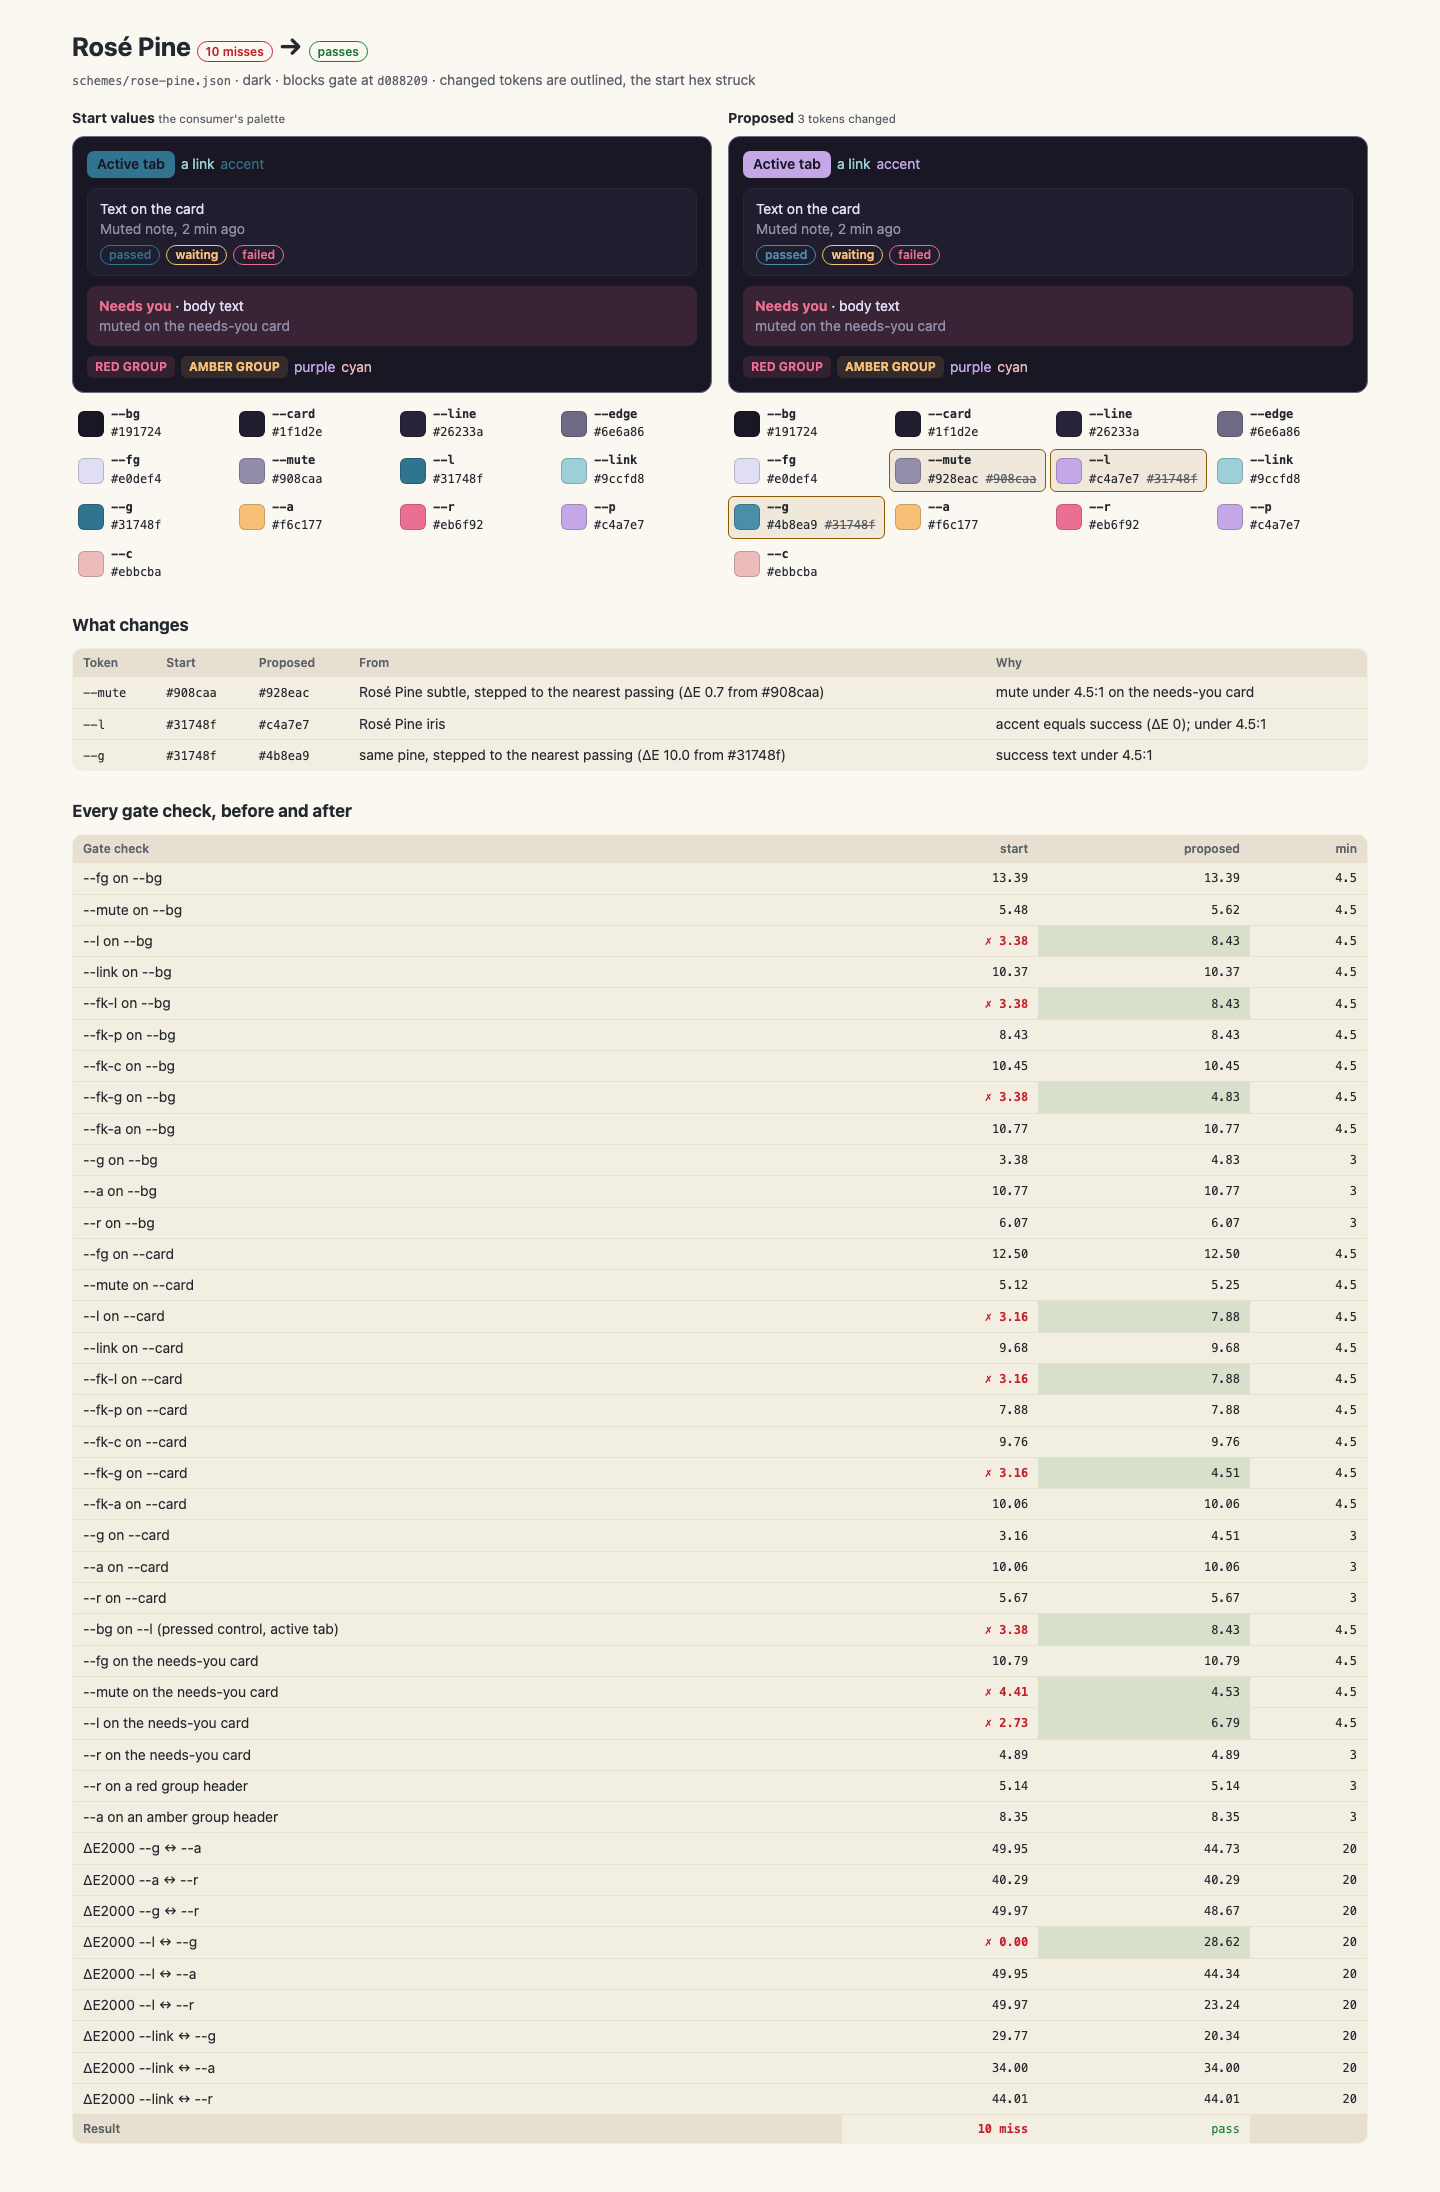 Rosé Pine 10 misses → passes
schemes/rose-pine.json · dark · blocks gate at d088209 · changed tokens are outlined, the start hex struck
Start values the consumer's palette
Active tab a link accent
Text on the card
Muted note, 2 min ago
passed waiting failed
Needs you · body text
muted on the needs-you card
RED GROUP AMBER GROUP purple cyan
--bg #191724
--card #1f1d2e
--line #26233a
--edge #6e6a86
--fg #e0def4
--mute #908caa
--l #31748f
--link #9ccfd8
--g #31748f
--a #f6c177
--r #eb6f92
--p #c4a7e7
--c #ebbcba
Proposed 3 tokens changed
Active tab a link accent
Text on the card
Muted note, 2 min ago
passed waiting failed
Needs you · body text
muted on the needs-you card
RED GROUP AMBER GROUP purple cyan
--bg #191724
--card #1f1d2e
--line #26233a
--edge #6e6a86
--fg #e0def4
--mute #928eac #908caa
--l #c4a7e7 #31748f
--link #9ccfd8
--g #4b8ea9 #31748f
--a #f6c177
--r #eb6f92
--p #c4a7e7
--c #ebbcba
What changes
Token Start Proposed From Why
--mute #908caa #928eac Rosé Pine subtle, stepped to the nearest passing (ΔE 0.7 from #908caa) mute under 4.5:1 on the needs-you card
--l #31748f #c4a7e7 Rosé Pine iris accent equals success (ΔE 0); under 4.5:1
--g #31748f #4b8ea9 same pine, stepped to the nearest passing (ΔE 10.0 from #31748f) success text under 4.5:1
Every gate check, before and after
Gate check start proposed min
--fg on --bg 13.39 13.39 4.5
--mute on --bg 5.48 5.62 4.5
--l on --bg ✗ 3.38 8.43 4.5
--link on --bg 10.37 10.37 4.5
--fk-l on --bg ✗ 3.38 8.43 4.5
--fk-p on --bg 8.43 8.43 4.5
--fk-c on --bg 10.45 10.45 4.5
--fk-g on --bg ✗ 3.38 4.83 4.5
--fk-a on --bg 10.77 10.77 4.5
--g on --bg 3.38 4.83 3
--a on --bg 10.77 10.77 3
--r on --bg 6.07 6.07 3
--fg on --card 12.50 12.50 4.5
--mute on --card 5.12 5.25 4.5
--l on --card ✗ 3.16 7.88 4.5
--link on --card 9.68 9.68 4.5
--fk-l on --card ✗ 3.16 7.88 4.5
--fk-p on --card 7.88 7.88 4.5
--fk-c on --card 9.76 9.76 4.5
--fk-g on --card ✗ 3.16 4.51 4.5
--fk-a on --card 10.06 10.06 4.5
--g on --card 3.16 4.51 3
--a on --card 10.06 10.06 3
--r on --card 5.67 5.67 3
--bg on --l (pressed control, active tab) ✗ 3.38 8.43 4.5
--fg on the needs-you card 10.79 10.79 4.5
--mute on the needs-you card ✗ 4.41 4.53 4.5
--l on the needs-you card ✗ 2.73 6.79 4.5
--r on the needs-you card 4.89 4.89 3
--r on a red group header 5.14 5.14 3
--a on an amber group header 8.35 8.35 3
ΔE2000 --g ↔ --a 49.95 44.73 20
ΔE2000 --a ↔ --r 40.29 40.29 20
ΔE2000 --g ↔ --r 49.97 48.67 20
ΔE2000 --l ↔ --g ✗ 0.00 28.62 20
ΔE2000 --l ↔ --a 49.95 44.34 20
ΔE2000 --l ↔ --r 49.97 23.24 20
ΔE2000 --link ↔ --g 29.77 20.34 20
ΔE2000 --link ↔ --a 34.00 34.00 20
ΔE2000 --link ↔ --r 44.01 44.01 20
Result 10 miss pass